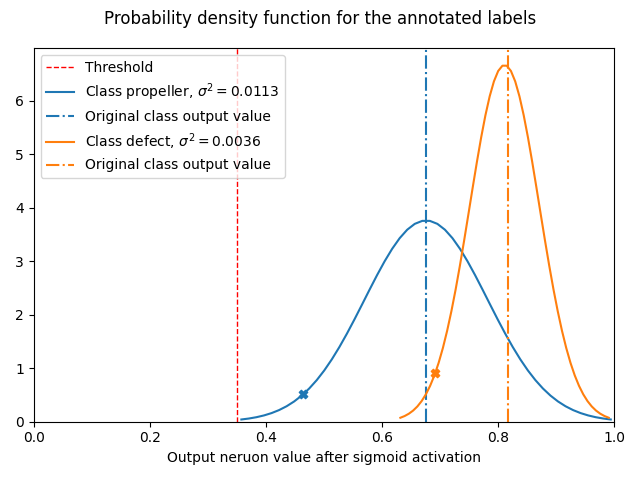 Probability density function for the annotated labels
Threshold
Class propeller, σ² = 0.0113
Original class output value
Class defect, σ² = 0.0036
Original class output value
6
5
4
3
2
1
0
0.0 0.2 0.4 0.6 0.8 1.0
Output neruon value after sigmoid activation